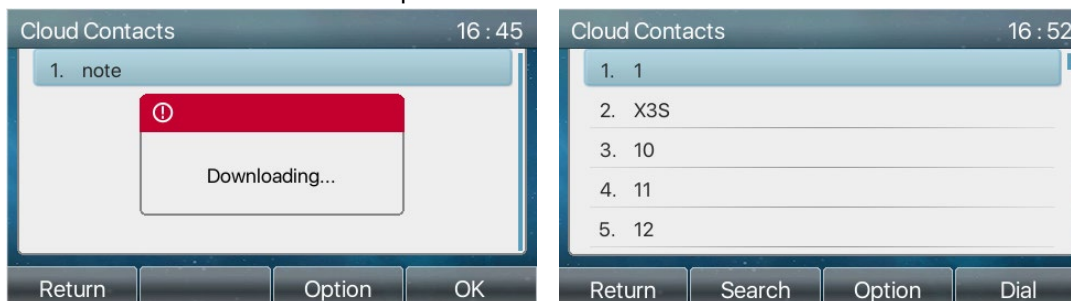 Cloud Contacts 16 : 45
1. note
Downloading...
Return Option OK
Cloud Contacts 16 : 52
1. 1
2. X3S
3. 10
4. 11
5. 12
Return Search Option Dial